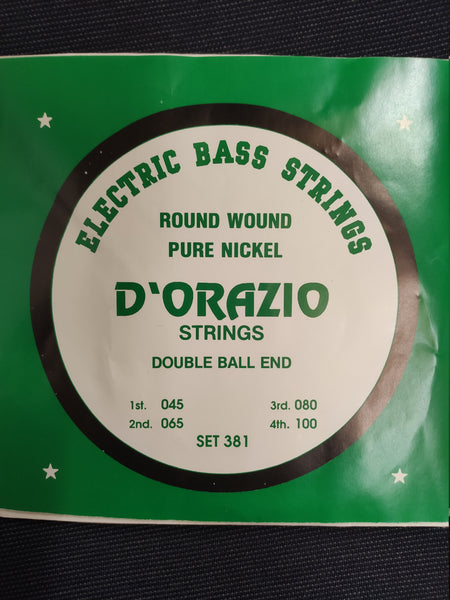 ELECTRIC BASS STRINGS
ROUND WOUND
PURE NICKEL
D'ORAZIO
STRINGS
DOUBLE BALL END
1st. 045 3rd. 080
2nd. 065 4th. 100
SET 381